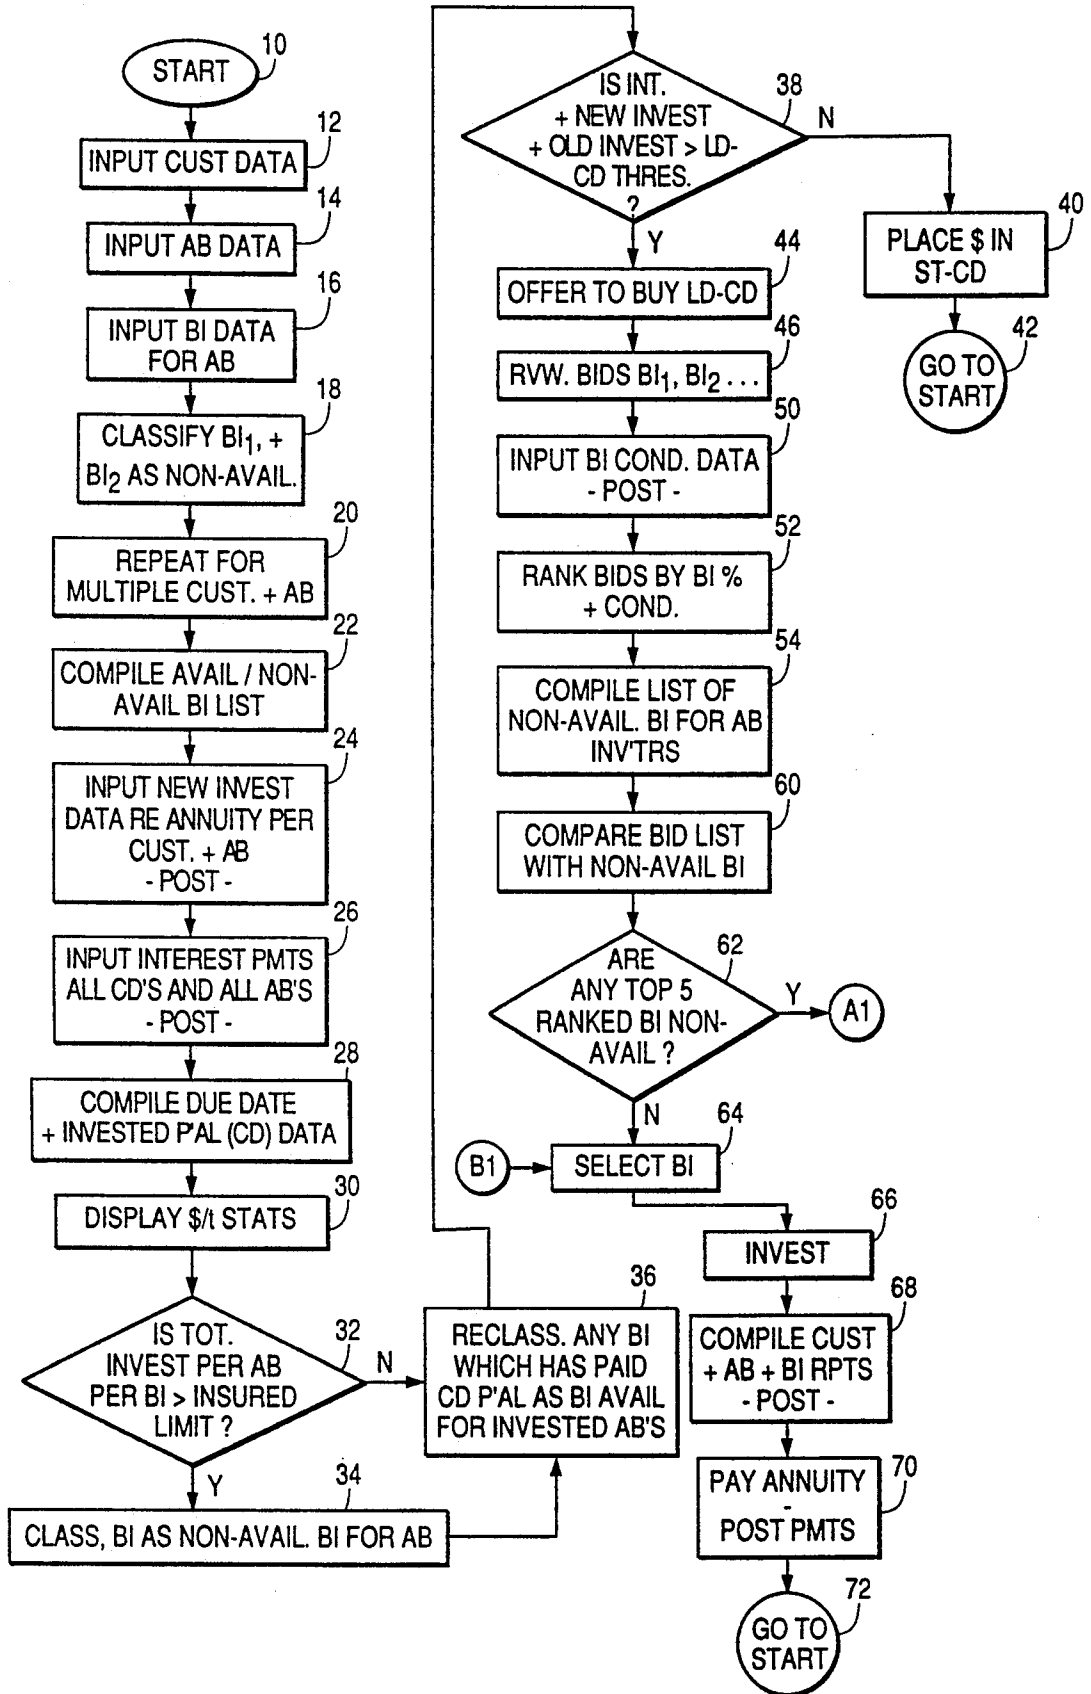 10
START
12
INPUT CUST DATA
14
INPUT AB DATA
16
INPUT BI DATA
FOR AB
18
CLASSIFY BI1, +
BI2 AS NON-AVAIL.
20
REPEAT FOR
MULTIPLE CUST. + AB
22
COMPILE AVAIL / NON-
AVAIL BI LIST
24
INPUT NEW INVEST
DATA RE ANNUITY PER
CUST. + AB
- POST -
26
INPUT INTEREST PMTS
ALL CD'S AND ALL AB'S
- POST -
28
COMPILE DUE DATE
+ INVESTED P'AL (CD) DATA
30
DISPLAY $/t STATS
32
IS TOT.
INVEST PER AB
PER BI > INSURED
LIMIT ?
N
Y
34
CLASS, BI AS NON-AVAIL. BI FOR AB
36
RECLASS. ANY BI
WHICH HAS PAID
CD P'AL AS BI AVAIL
FOR INVESTED AB'S
38
IS INT.
+ NEW INVEST
+ OLD INVEST > LD-
CD THRES.
?
N
Y
40
PLACE $ IN
ST-CD
42
GO TO
START
44
OFFER TO BUY LD-CD
46
RVW. BIDS BI1, BI2 . . .
50
INPUT BI COND. DATA
- POST -
52
RANK BIDS BY BI %
+ COND.
54
COMPILE LIST OF
NON-AVAIL. BI FOR AB
INV'TRS
60
COMPARE BID LIST
WITH NON-AVAIL BI
62
ARE
ANY TOP 5
RANKED BI NON-
AVAIL ?
Y
A1
N
64
B1
SELECT BI
66
INVEST
68
COMPILE CUST
+ AB + BI RPTS
- POST -
70
PAY ANNUITY
-
POST PMTS
72
GO TO
START